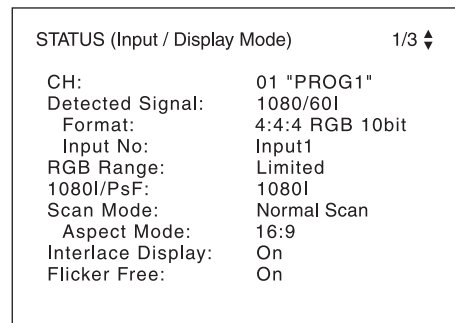 STATUS (Input / Display Mode) 1/3
CH: 01 "PROG1"
Detected Signal: 1080/60I
Format: 4:4:4 RGB 10bit
Input No: Input1
RGB Range: Limited
1080I/PsF: 1080I
Scan Mode: Normal Scan
Aspect Mode: 16:9
Interlace Display: On
Flicker Free: On